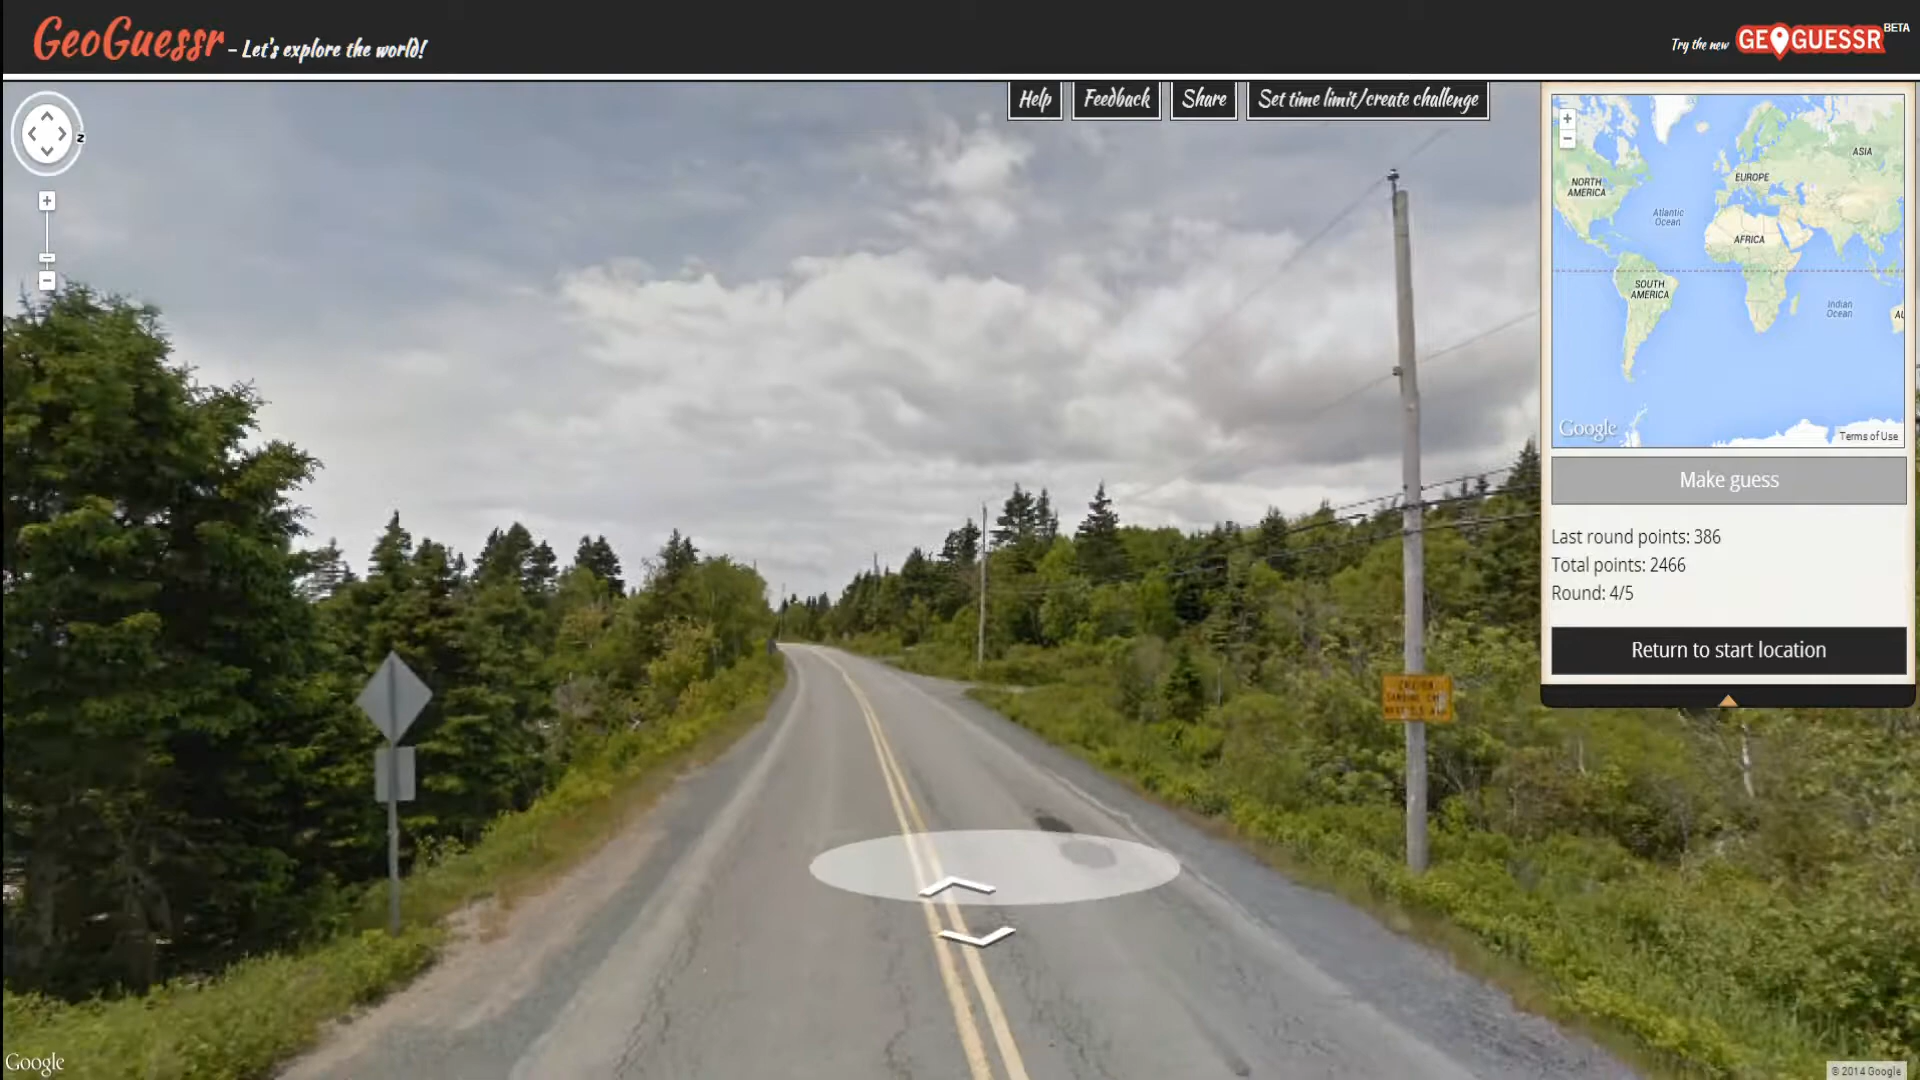 GeoGuessr - Let's explore the world!
Try the new GEOGUESSR BETA
Help
Feedback
Share
Set time limit/create challenge
Z
NORTH AMERICA
Atlantic Ocean
EUROPE
ASIA
AFRICA
SOUTH AMERICA
Indian Ocean
AU
Google
Terms of Use
Make guess
Last round points: 386
Total points: 2466
Round: 4/5
Return to start location
Google
© 2014 Google